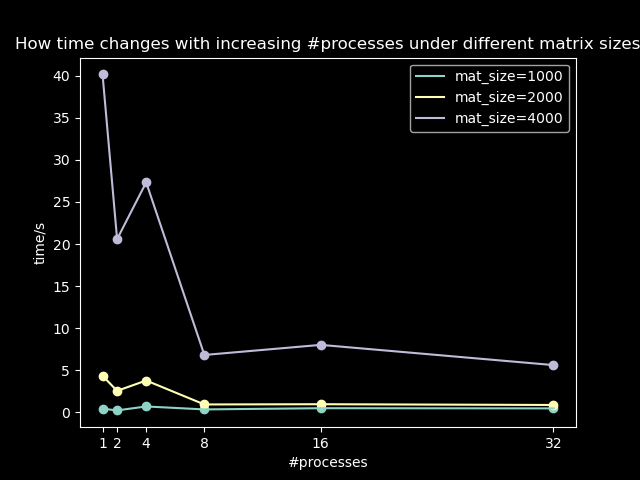 How time changes with increasing #processes under different matrix sizes
mat_size=1000
mat_size=2000
mat_size=4000
time/s
40
35
30
25
20
15
10
5
0
1 2 4 8 16 32
#processes